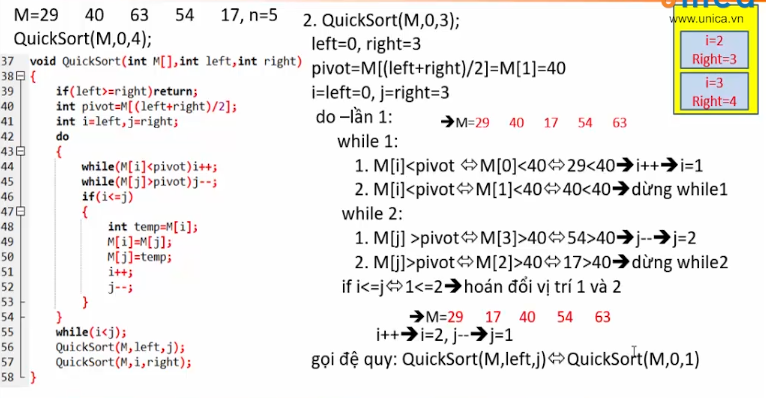 M=29 40 63 54 17, n=5
QuickSort(M,0,4);
37 void QuickSort(int M[],int left,int right)
38 {
39 if(left>=right)return;
40 int pivot=M[(left+right)/2];
41 int i=left,j=right;
42 do
43 {
44 while(M[i]<pivot)i++;
45 while(M[j]>pivot)j--;
46 if(i<=j)
47 {
48 int temp=M[i];
49 M[i]=M[j];
50 M[j]=temp;
51 i++;
52 j--;
53 }
54 }
55 while(i<j);
56 QuickSort(M,left,j);
57 QuickSort(M,i,right);
58 }
2. QuickSort(M,0,3);
left=0, right=3
pivot=M[(left+right)/2]=M[1]=40
i=left=0, j=right=3
do –lần 1: ➔M=29 40 17 54 63
while 1:
1. M[i]<pivot ⇔M[0]<40⇔29<40➔i++➔i=1
2. M[i]<pivot⇔M[1]<40⇔40<40➔dừng while1
while 2:
1. M[j] >pivot⇔M[3]>40⇔54>40➔j--➔j=2
2. M[j]>pivot⇔M[2]>40⇔17>40➔dừng while2
if i<=j⇔1<=2➔hoán đổi vị trí 1 và 2
➔M=29 17 40 54 63
i++➔i=2, j--➔j=1
gọi đệ quy: QuickSort(M,left,j)⇔QuickSort(M,0,1)
www.unica.vn
i=2
Right=3
i=3
Right=4